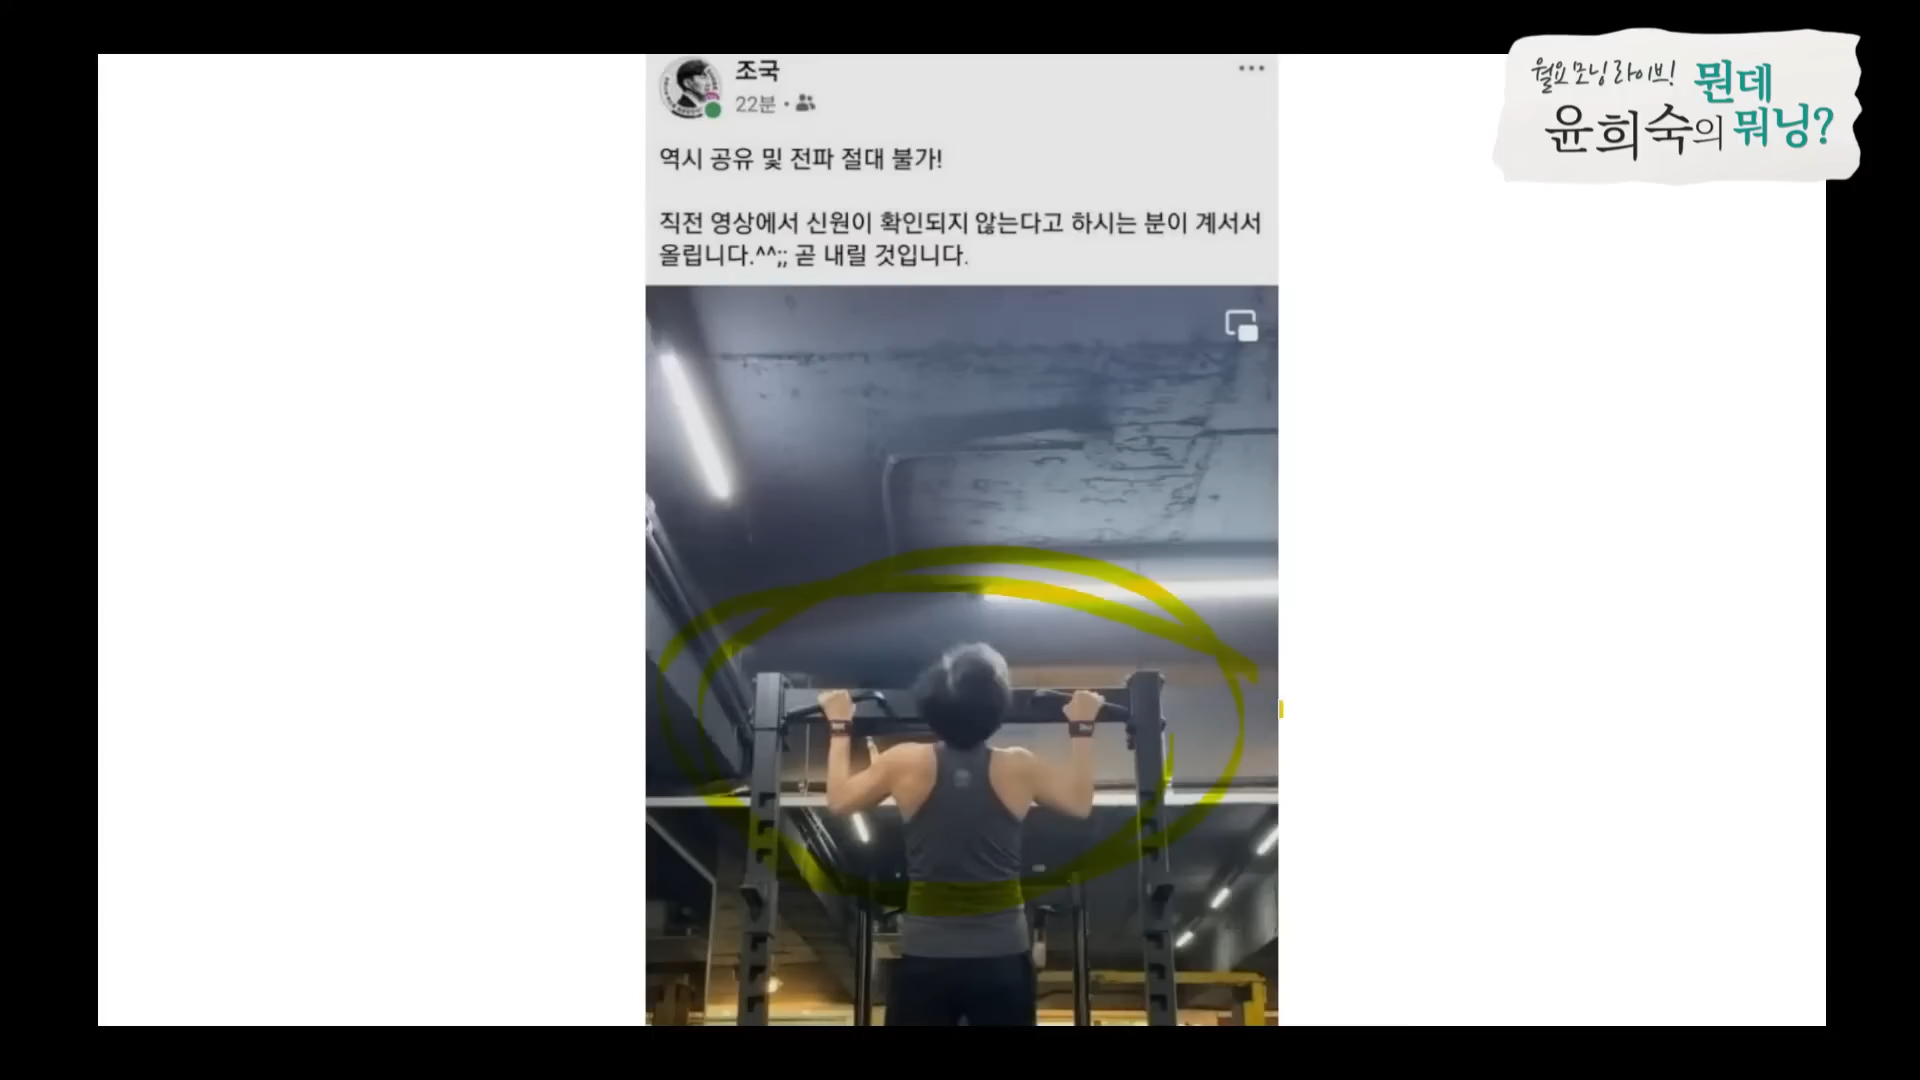 조국
22분
역시 공유 및 전파 절대 불가!
직전 영상에서 신원이 확인되지 않는다고 하시는 분이 계서서
올립니다.^^;; 곧 내릴 것입니다.
월요 모닝 라이브! 뭔데
윤희숙의 뭐닝?